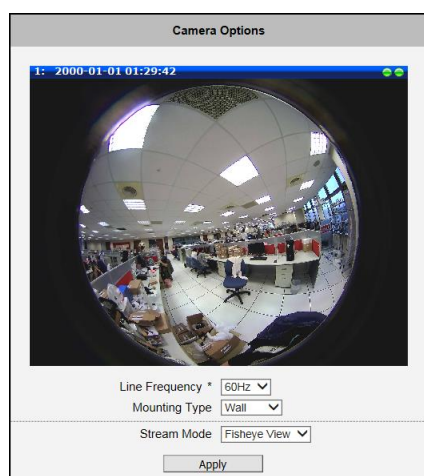 Camera Options
1: 2000-01-01 01:29:42
Line Frequency * 60Hz
Mounting Type Wall
Stream Mode Fisheye View
Apply